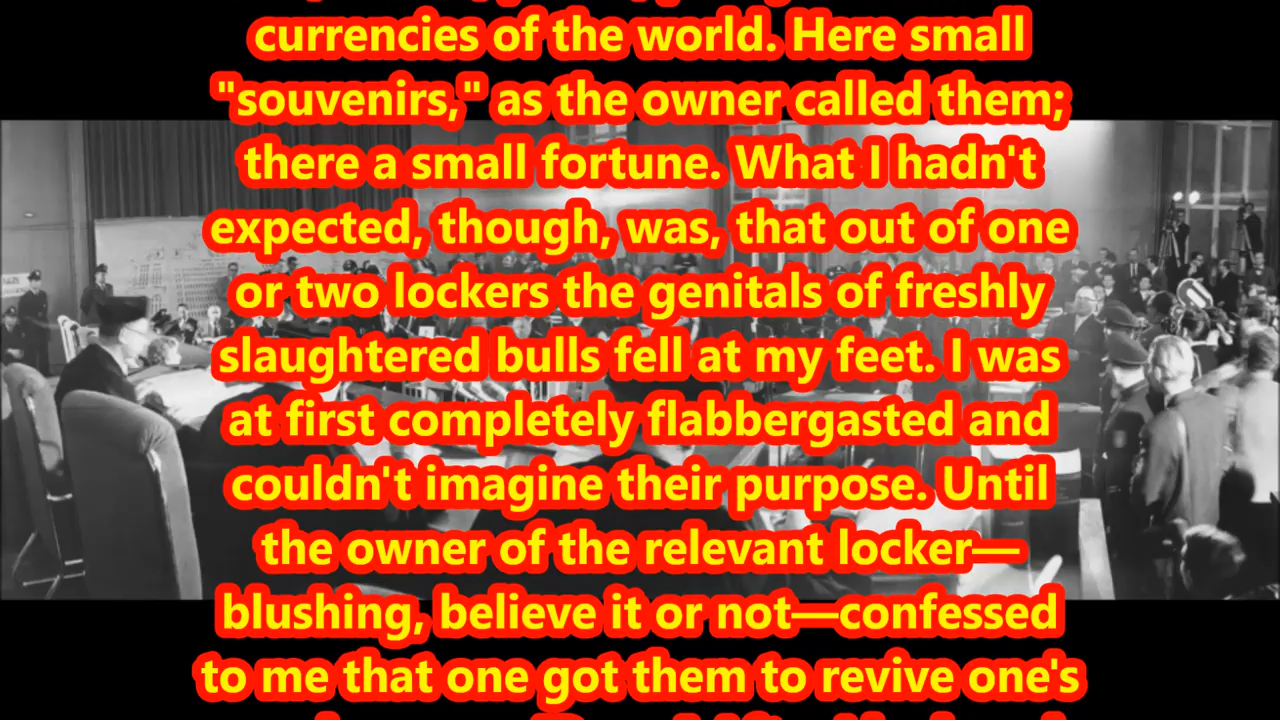 currencies of the world. Here small
"souvenirs," as the owner called them;
there a small fortune. What I hadn't
expected, though, was, that out of one
or two lockers the genitals of freshly
slaughtered bulls fell at my feet. I was
at first completely flabbergasted and
couldn't imagine their purpose. Until
the owner of the relevant locker—
blushing, believe it or not—confessed
to me that one got them to revive one's